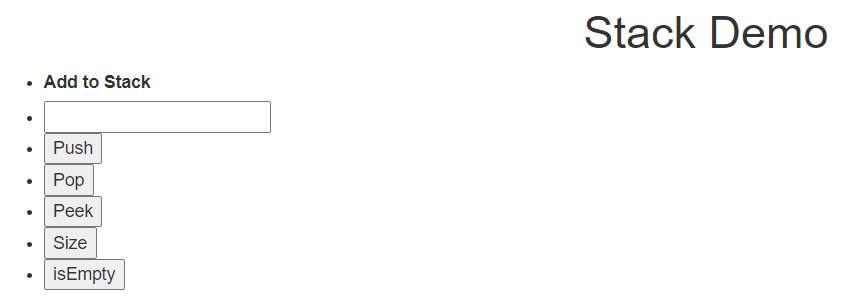 Stack Demo
Add to Stack
Push
Pop
Peek
Size
isEmpty